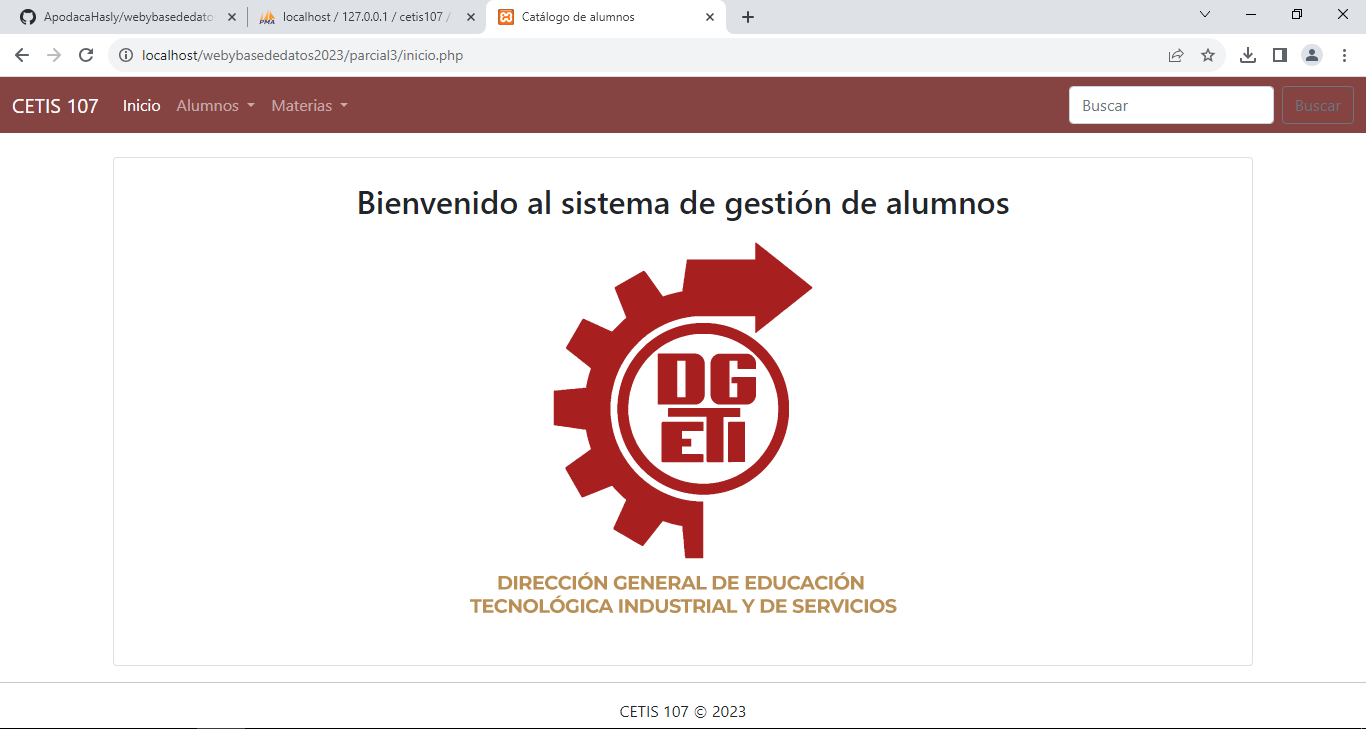 ApodacaHasly/webybasededato
localhost / 127.0.0.1 / cetis107 /
Catálogo de alumnos
localhost/webybasededatos2023/parcial3/inicio.php
CETIS 107 Inicio Alumnos Materias Buscar Buscar
Bienvenido al sistema de gestión de alumnos
DG
ETI
DIRECCIÓN GENERAL DE EDUCACIÓN
TECNOLÓGICA INDUSTRIAL Y DE SERVICIOS
CETIS 107 © 2023